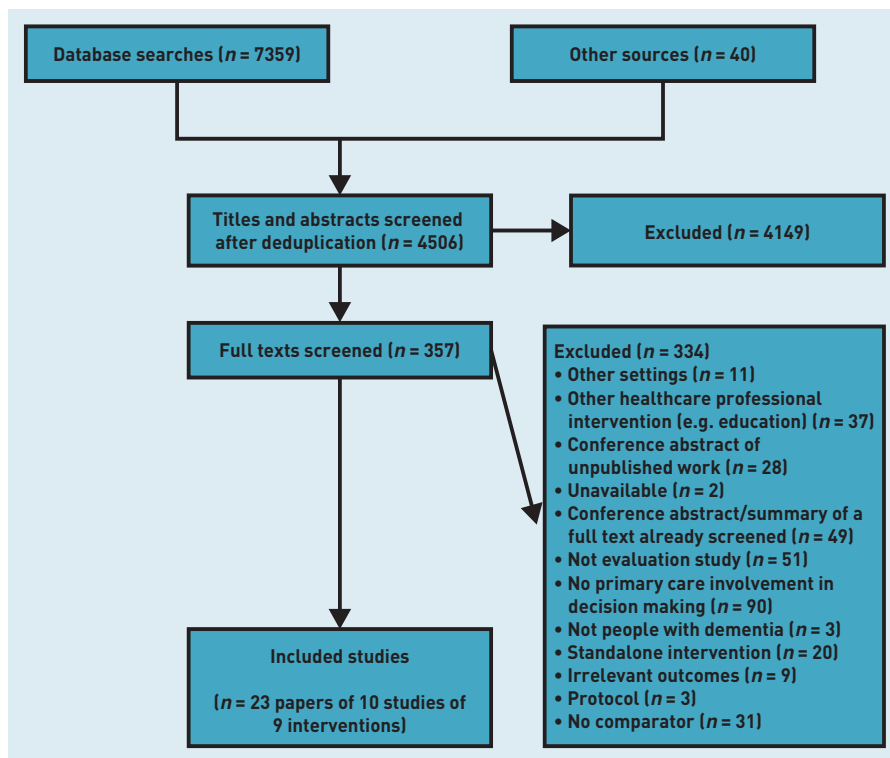 Database searches (n = 7359)
Other sources (n = 40)
Titles and abstracts screened
after deduplication (n = 4506)
Excluded (n = 4149)
Full texts screened (n = 357)
Excluded (n = 334)
• Other settings (n = 11)
• Other healthcare professional
intervention (e.g. education) (n = 37)
• Conference abstract of
unpublished work (n = 28)
• Unavailable (n = 2)
• Conference abstract/summary of a
full text already screened (n = 49)
• Not evaluation study (n = 51)
• No primary care involvement in
decision making (n = 90)
• Not people with dementia (n = 3)
• Standalone intervention (n = 20)
• Irrelevant outcomes (n = 9)
• Protocol (n = 3)
• No comparator (n = 31)
Included studies
(n = 23 papers of 10 studies of
9 interventions)